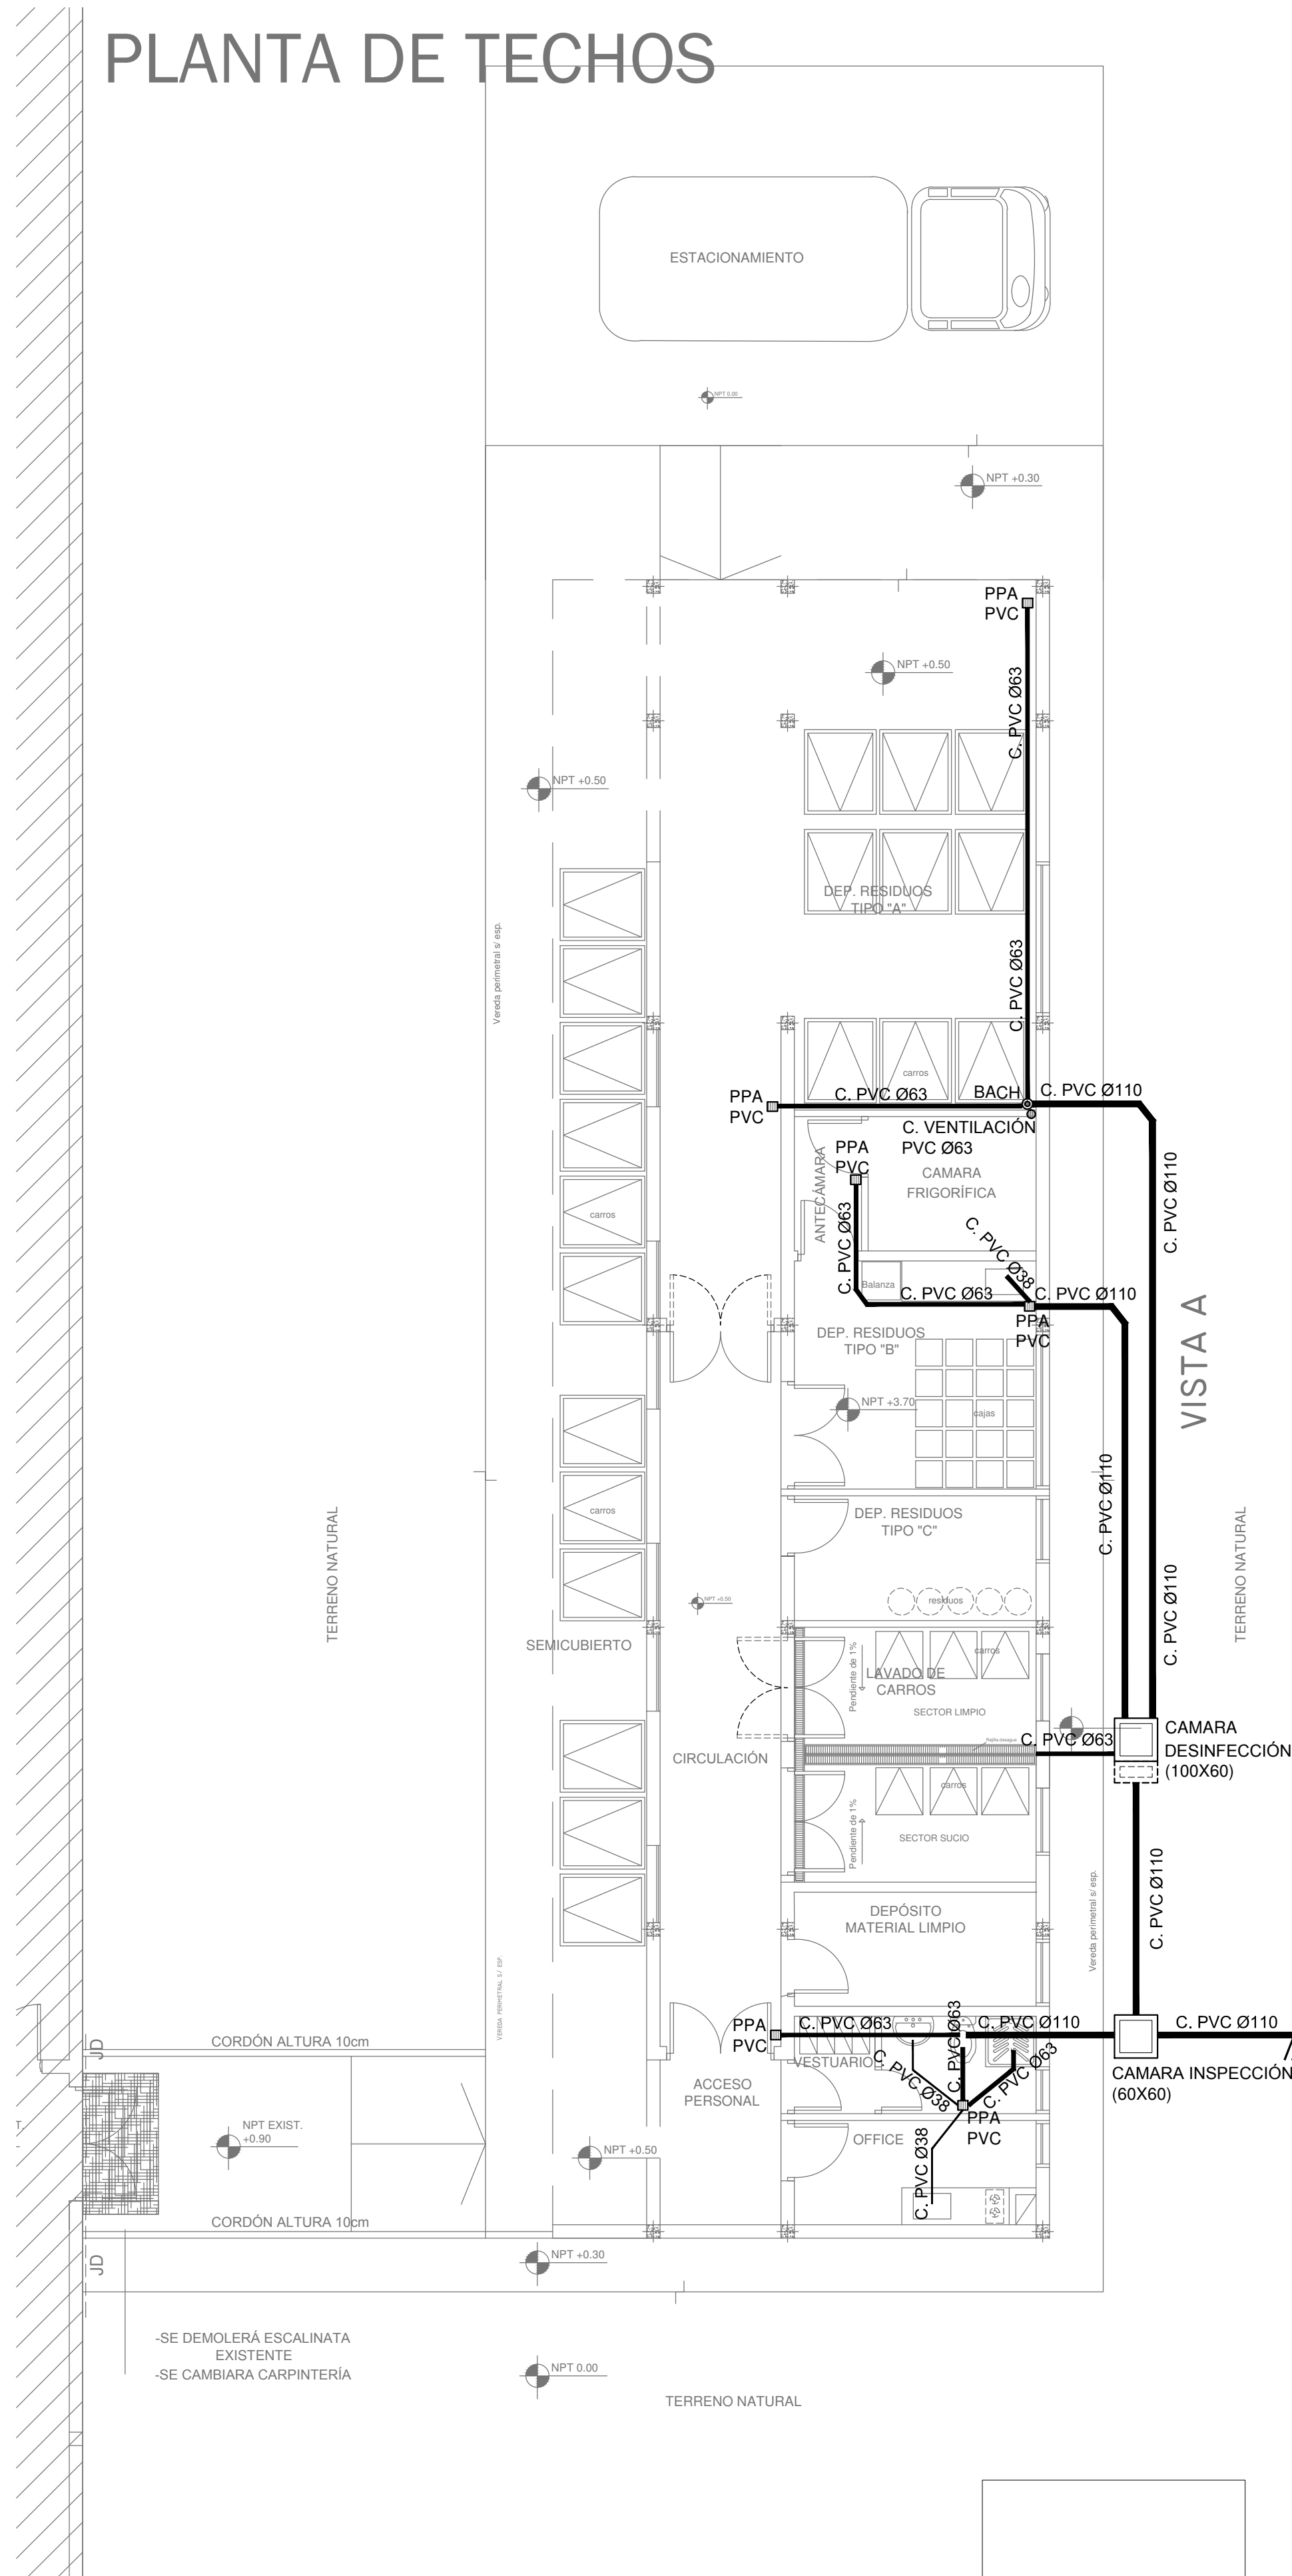 PLANTA DE TECHOS
ESTACIONAMIENTO
NPT 0.00
NPT +0.30
PPA
PVC
NPT +0.50
C. PVC Ø63
NPT +0.50
DEP. RESIDUOS
TIPO "A"
Vereda perimetral s/ esp.
C. PVC Ø63
carros
PPA
PVC
C. PVC Ø63
BACH
C. PVC Ø110
C. VENTILACIÓN
PVC Ø63
PPA
PVC
ANTECÁMARA
CAMARA
FRIGORÍFICA
C. PVC Ø110
carros
C. PVC Ø63
C. PVC Ø38
Balanza
C. PVC Ø63
C. PVC Ø110
PPA
PVC
DEP. RESIDUOS
TIPO "B"
VISTA A
NPT +3.70
cajas
C. PVC Ø110
carros
DEP. RESIDUOS
TIPO "C"
TERRENO NATURAL
TERRENO NATURAL
C. PVC Ø110
NPT +0.50
residuos
SEMICUBIERTO
Pendiente de 1%
carros
LAVADO DE
CARROS
SECTOR LIMPIO
CAMARA
DESINFECCIÓN
(100X60)
C. PVC Ø63
CIRCULACIÓN
carros
Pendiente de 1%
SECTOR SUCIO
C. PVC Ø110
Vereda perimetral s/ esp.
DEPÓSITO
MATERIAL LIMPIO
VEREDA PERIMETRAL S/ ESP.
PPA
PVC
C. PVC Ø63
C. PVC Ø63
C. PVC Ø110
C. PVC Ø110
CORDÓN ALTURA 10cm
JD
VESTUARIO
C. PVC Ø38
C. PVC Ø63
CAMARA INSPECCIÓN
(60X60)
ACCESO
PERSONAL
PPA
PVC
NPT EXIST.
+0.90
OFFICE
NPT +0.50
C. PVC Ø38
CORDÓN ALTURA 10cm
JD
NPT +0.30
-SE DEMOLERÁ ESCALINATA
EXISTENTE
-SE CAMBIARA CARPINTERÍA
NPT 0.00
TERRENO NATURAL